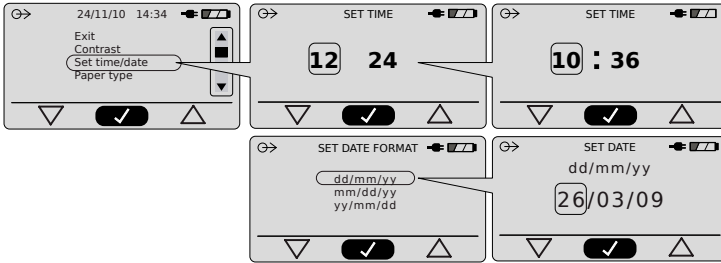 24/11/10 14:34
Exit
Contrast
Set time/date
Paper type
SET TIME
12 24
SET TIME
10 : 36
SET DATE FORMAT
dd/mm/yy
mm/dd/yy
yy/mm/dd
SET DATE
dd/mm/yy
26/03/09